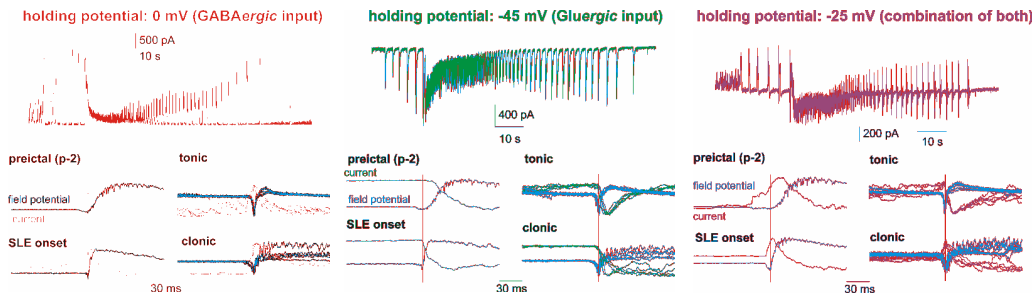 holding potential: 0 mV (GABAergic input)
500 pA
10 s
preictal (p-2)
tonic
field potential
current
SLE onset
clonic
30 ms
holding potential: -45 mV (Gluergic input)
400 pA
10 s
preictal (p-2)
tonic
current
field potential
SLE onset
clonic
30 ms
holding potential: -25 mV (combination of both)
200 pA
10 s
preictal (p-2)
tonic
field potential
current
SLE onset
clonic
30 ms